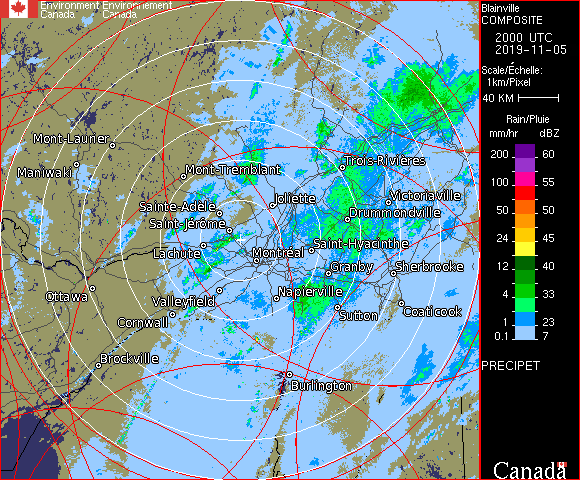 Environment Environnement
Canada Canada
Blainville
COMPOSITE
2000 UTC
2019-11-05
Scale/Échelle:
1km/Pixel
40 KM
Rain/Pluie
mm/hr dBZ
200 60
100 55
50 50
24 45
12 40
4 33
1 23
0.1 7
PRECIPET
Mont-Laurier
Maniwaki
Mont-Tremblant
Trois-Rivières
Sainte-Adèle
Joliette
Victoriaville
Saint-Jérôme
Drummondville
Lachute
Montréal
Saint-Hyacinthe
Granby
Sherbrooke
Ottawa
Valleyfield
Napierville
Cornwall
Sutton
Coaticook
Brockville
Burlington
Canada